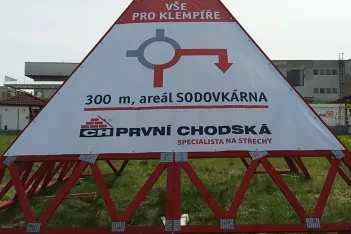 VŠE
PRO KLEMPÍŘE
300 m, areál SODOVKÁRNA
CH PRVNÍ CHODSKÁ
SPECIALISTA NA STŘECHY